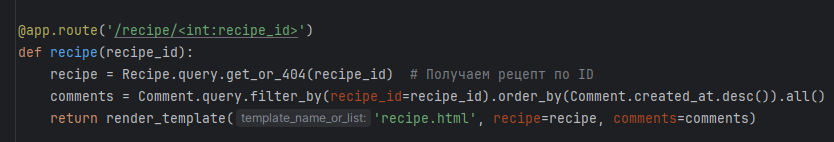 @app.route('/recipe/<int:recipe_id>')
def recipe(recipe_id):
    recipe = Recipe.query.get_or_404(recipe_id)  # Получаем рецепт по ID
    comments = Comment.query.filter_by(recipe_id=recipe_id).order_by(Comment.created_at.desc()).all()
    return render_template( template_name_or_list: 'recipe.html', recipe=recipe, comments=comments)